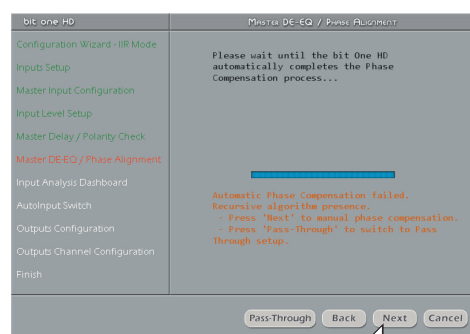 bit one HD
Master DE-EQ / Phase Alignment
Configuration Wizard - IIR Mode
Inputs Setup
Master Input Configuration
Input Level Setup
Master Delay / Polarity Check
Master DE-EQ / Phase Alignment
Input Analysis Dashboard
AutoInput Switch
Outputs Configuration
Outputs Channel Configuration
Finish
Please wait until the bit One HD
automatically completes the Phase
Compensation process...
Automatic Phase Compensation failed.
Recursive algorithm presence.
- Press 'Next' to manual phase compensation.
- Press 'Pass-Through' to switch to Pass
Through setup.
Pass-Through Back Next Cancel